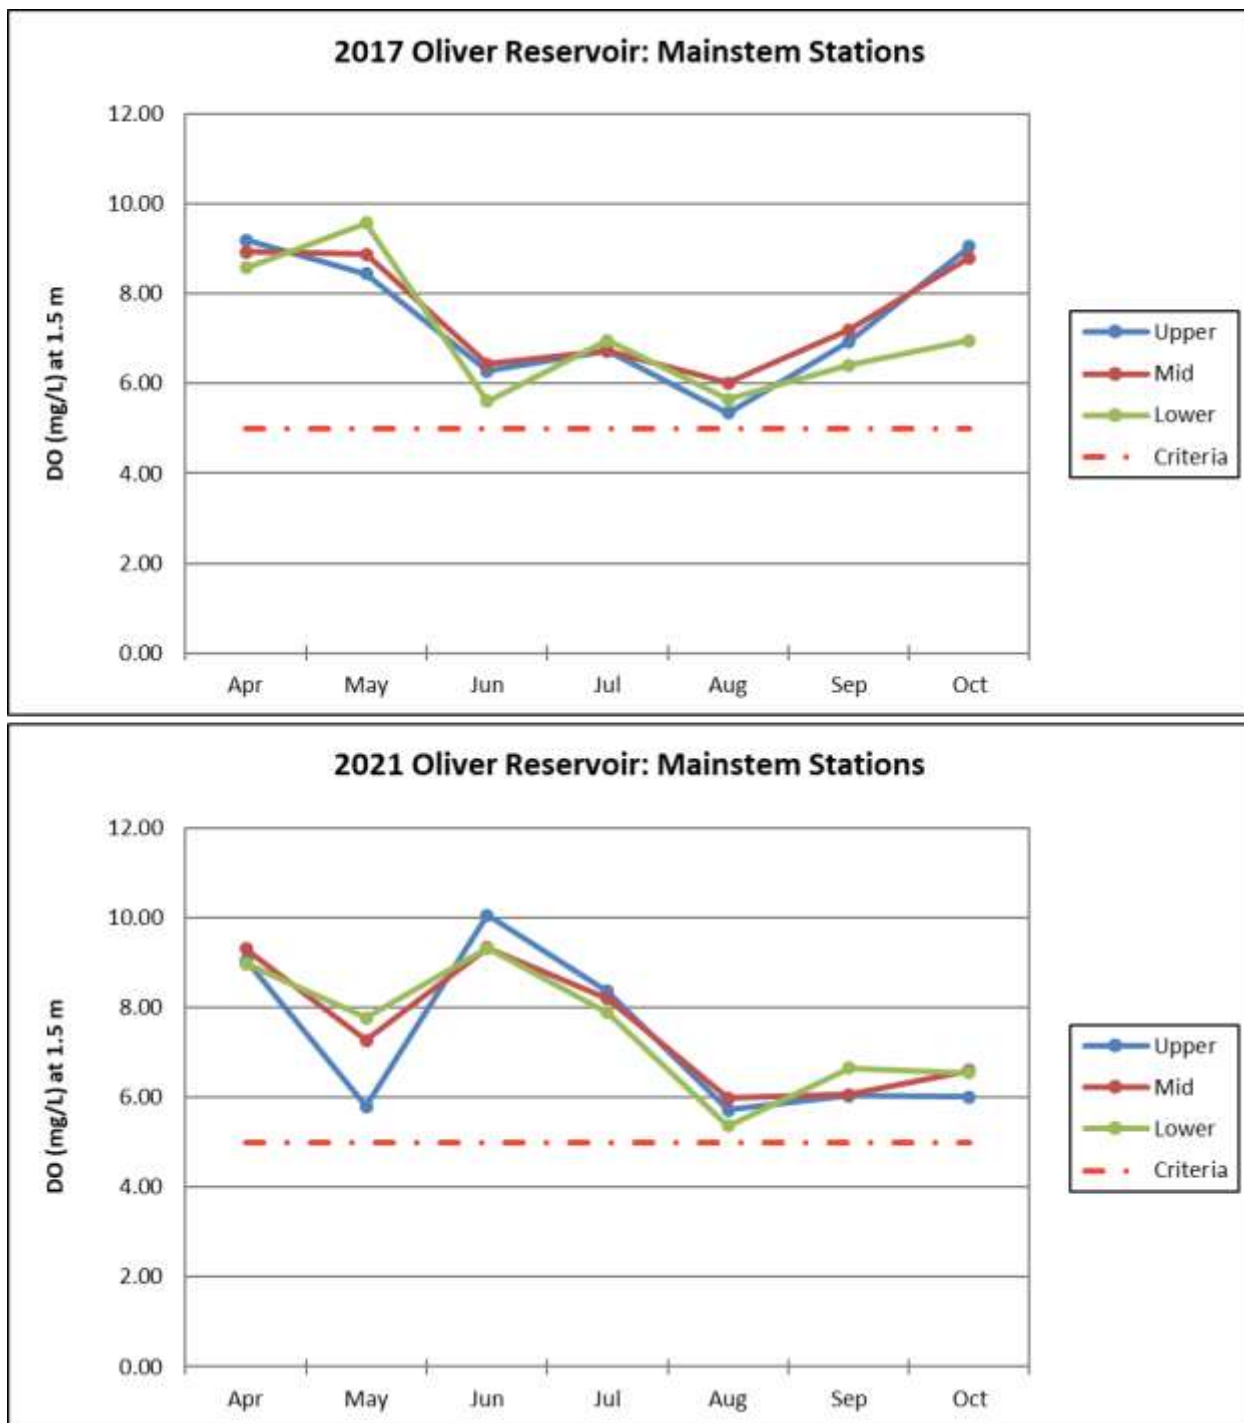 2017 Oliver Reservoir: Mainstem Stations
DO (mg/L) at 1.5 m
12.00
10.00
8.00
6.00
4.00
2.00
0.00
Apr May Jun Jul Aug Sep Oct
Upper
Mid
Lower
Criteria
2021 Oliver Reservoir: Mainstem Stations
DO (mg/L) at 1.5 m
12.00
10.00
8.00
6.00
4.00
2.00
0.00
Apr May Jun Jul Aug Sep Oct
Upper
Mid
Lower
Criteria